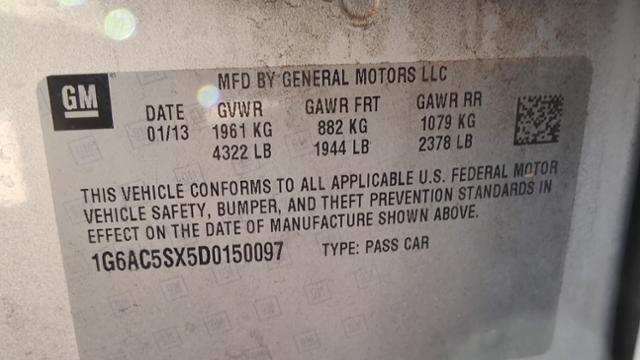 GM
MFD BY GENERAL MOTORS LLC
DATE GVWR GAWR FRT GAWR RR
01/13 1961 KG 882 KG 1079 KG
4322 LB 1944 LB 2378 LB
THIS VEHICLE CONFORMS TO ALL APPLICABLE U.S. FEDERAL MOTOR
VEHICLE SAFETY, BUMPER, AND THEFT PREVENTION STANDARDS IN
EFFECT ON THE DATE OF MANUFACTURE SHOWN ABOVE.
1G6AC5SX5D0150097 TYPE: PASS CAR